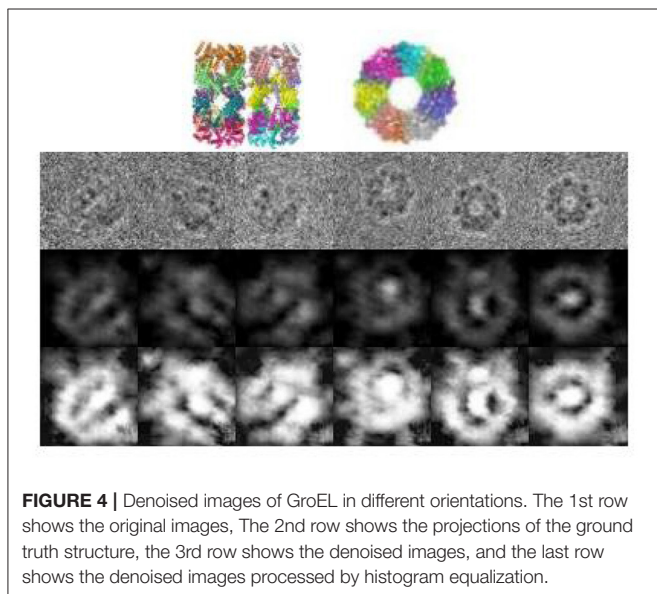 FIGURE 4 | Denoised images of GroEL in different orientations. The 1st row
shows the original images, The 2nd row shows the projections of the ground
truth structure, the 3rd row shows the denoised images, and the last row
shows the denoised images processed by histogram equalization.